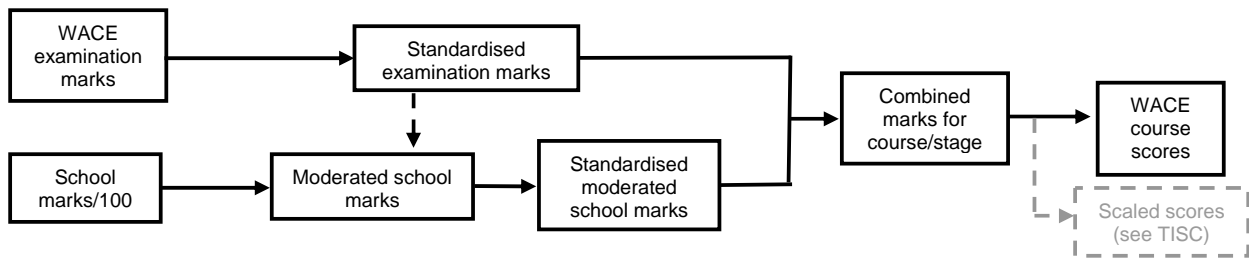 WACE
examination
marks
Standardised
examination marks
Combined
marks for
course/stage
WACE
course
scores
School
marks/100
Moderated school
marks
Standardised
moderated
school marks
Scaled scores
(see TISC)